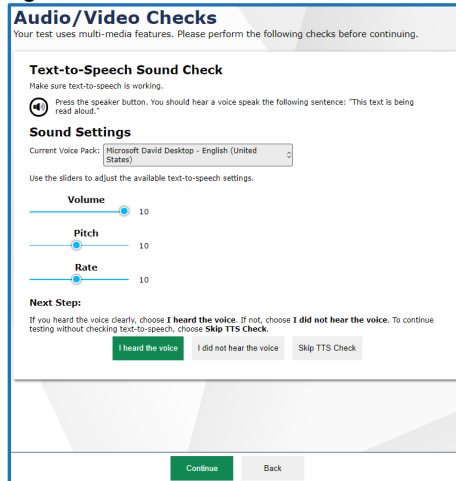 Audio/Video Checks
Your test uses multi-media features. Please perform the following checks before continuing.
Text-to-Speech Sound Check
Make sure text-to-speech is working.
Press the speaker button. You should hear a voice speak the following sentence: "This text is being
read aloud."
Sound Settings
Current Voice Pack: Microsoft David Desktop - English (United
States)
Use the sliders to adjust the available text-to-speech settings.
Volume
10
Pitch
10
Rate
10
Next Step:
If you heard the voice clearly, choose I heard the voice. If not, choose I did not hear the voice. To continue
testing without checking text-to-speech, choose Skip TTS Check.
I heard the voice I did not hear the voice Skip TTS Check
Continue Back